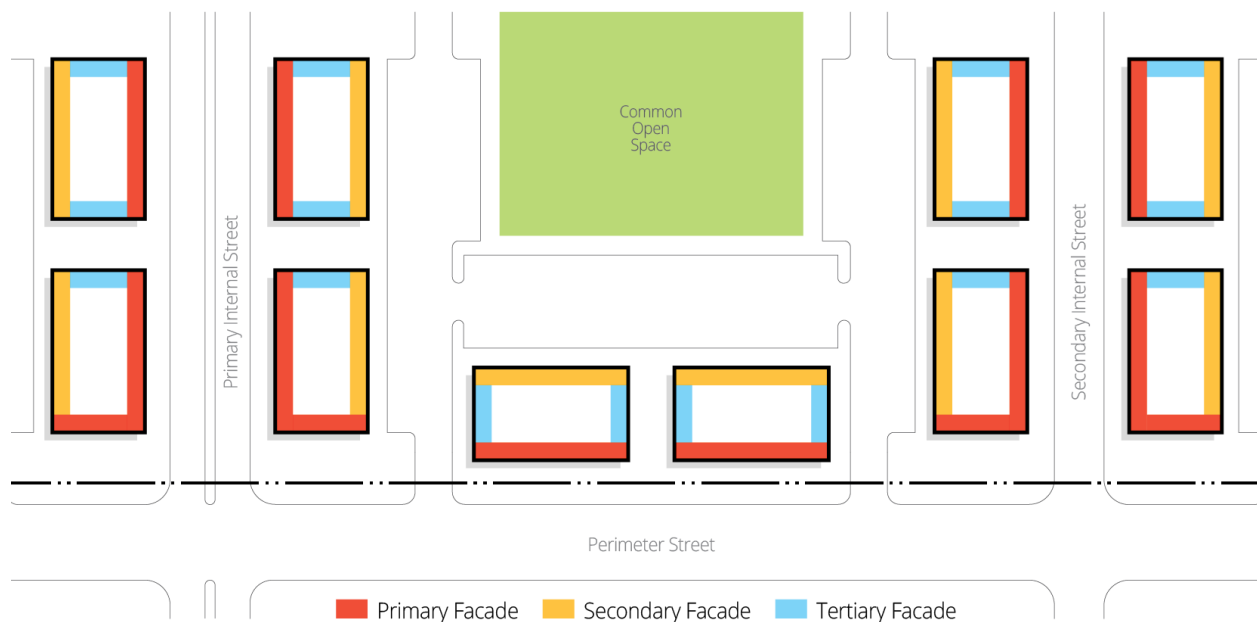 Common
Open
Space
Primary Internal Street
Secondary Internal Street
Perimeter Street
Primary Facade
Secondary Facade
Tertiary Facade